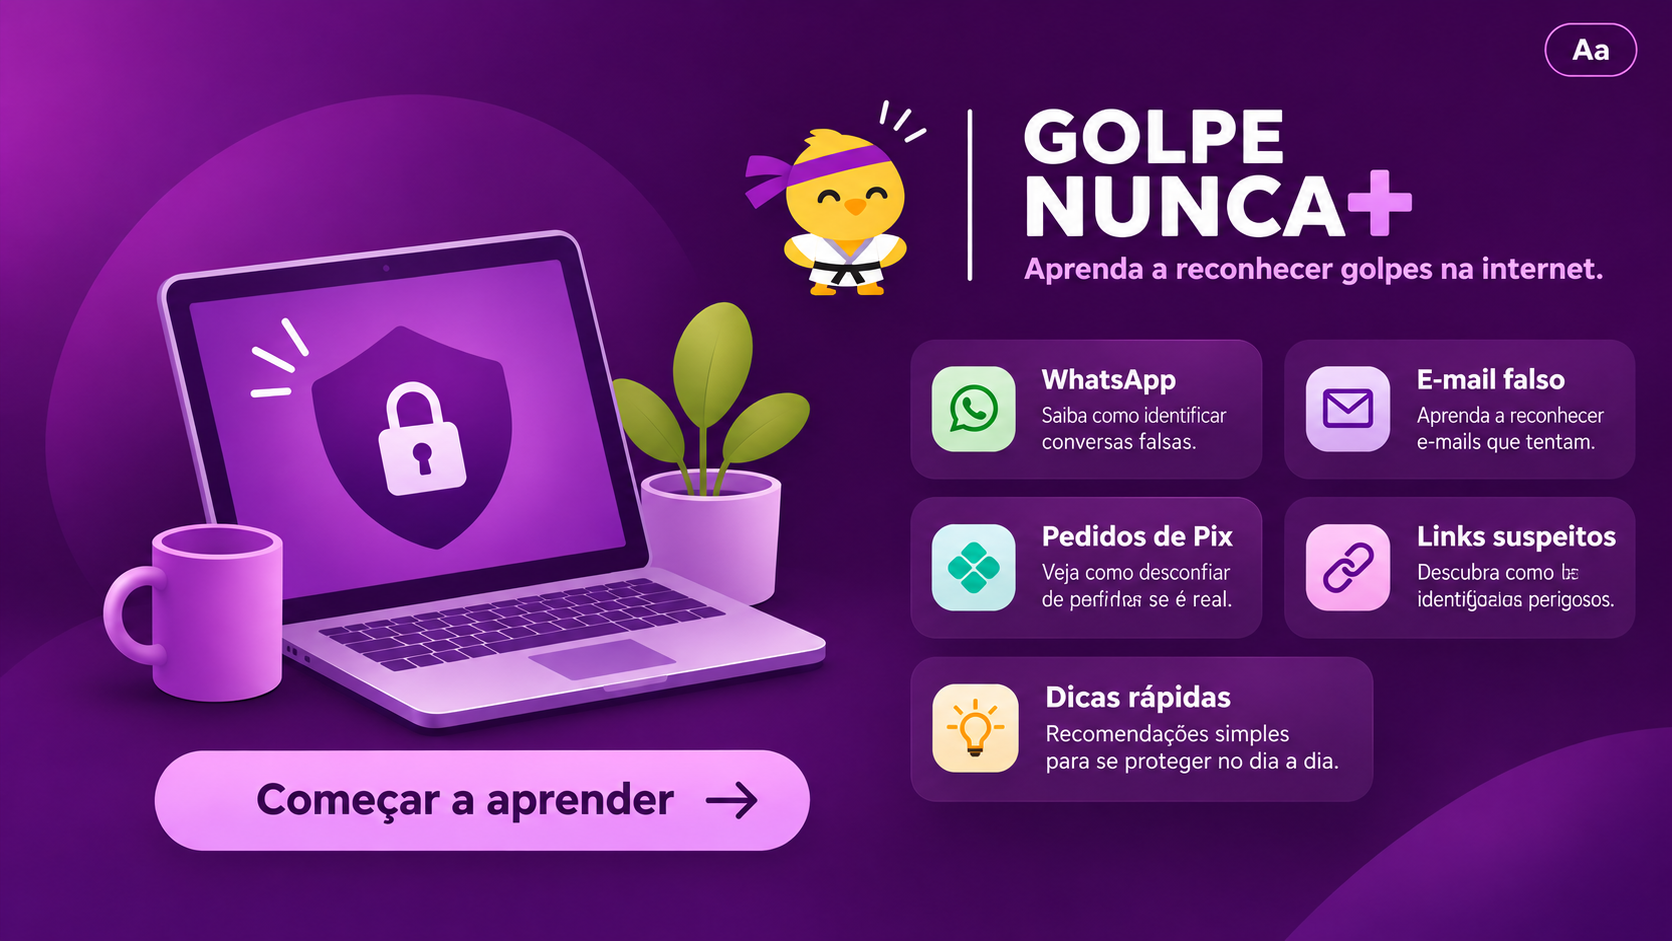 Aa
GOLPE
NUNCA+
Aprenda a reconhecer golpes na internet.
WhatsApp
Saiba como identificar
conversas falsas.
E-mail falso
Aprenda a reconhecer
e-mails que tentam.
Pedidos de Pix
Veja como desconfiar
de se é real.
Links suspeitos
Descubra como
perigosos.
Dicas rápidas
Recomendações simples
para se proteger no dia a dia.
Começar a aprender →